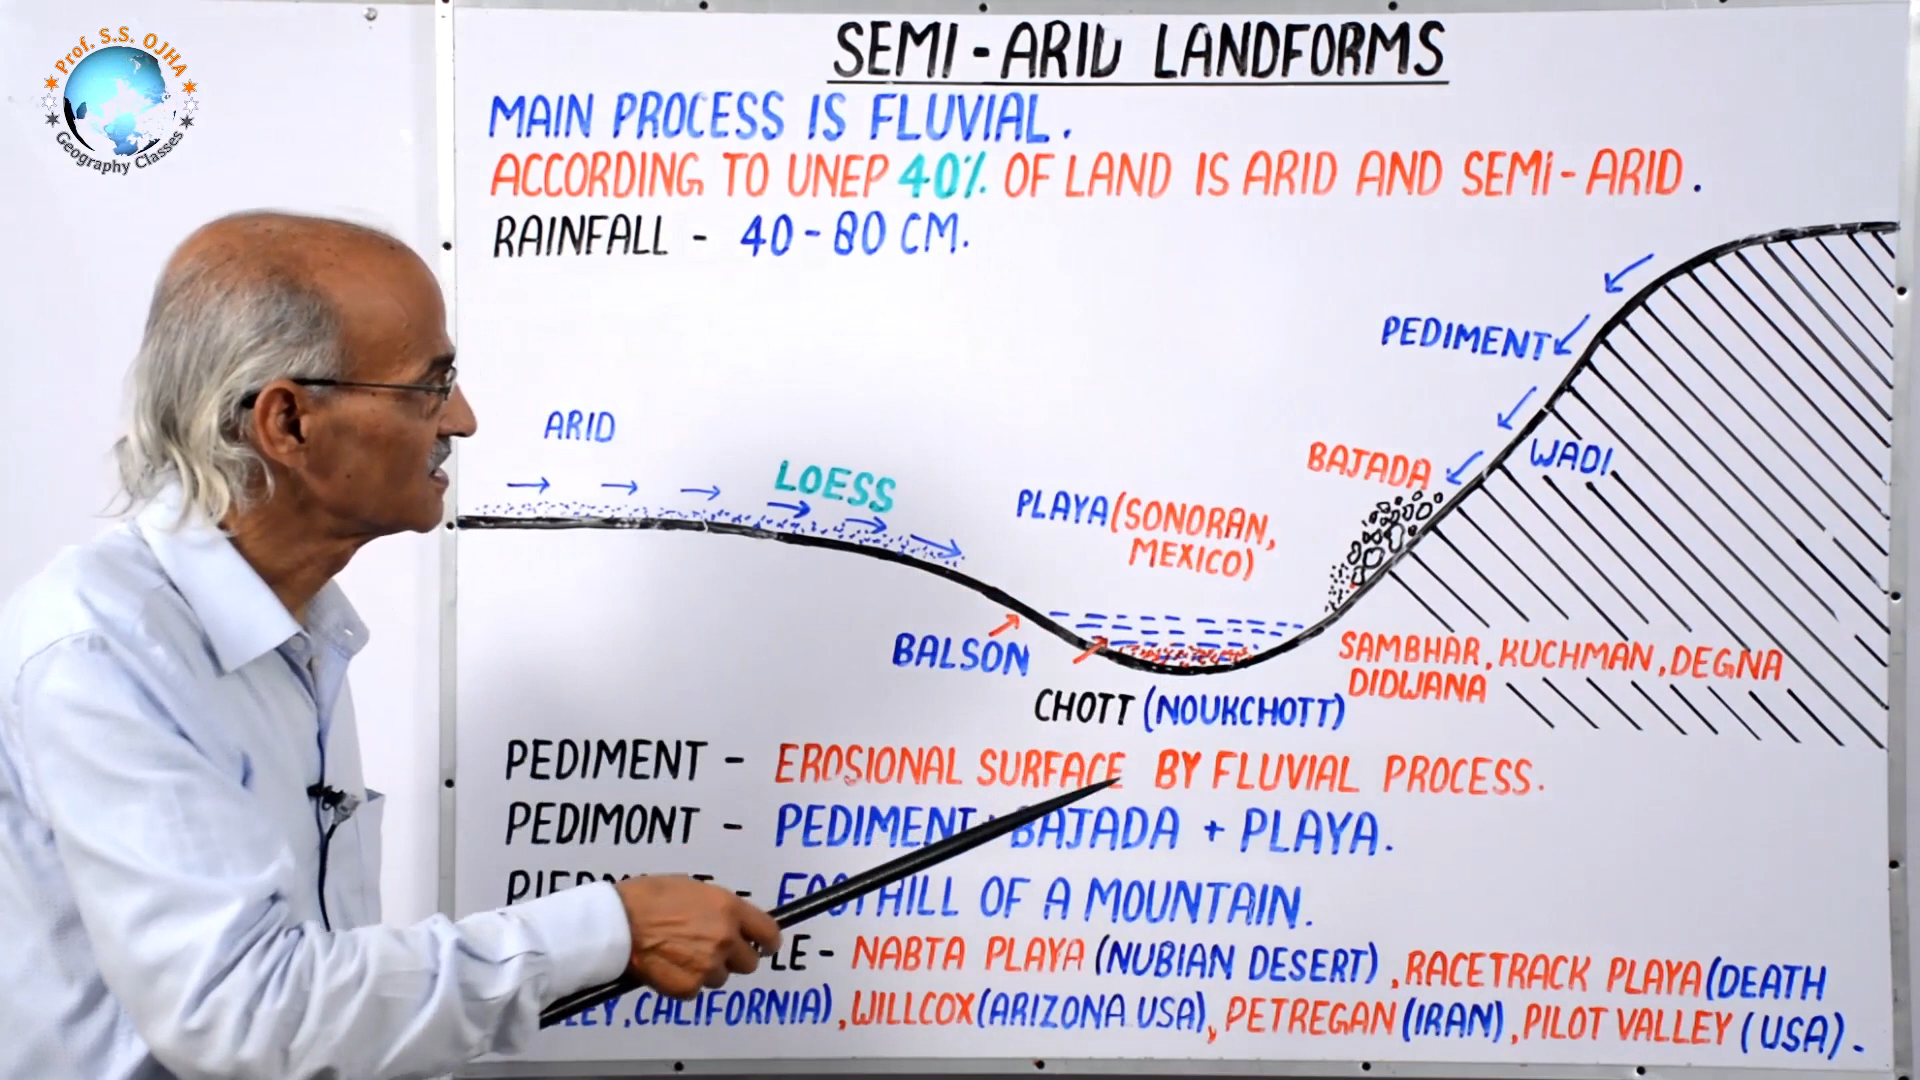 Prof. S.S. OJHA
Geography Classes
SEMI-ARID LANDFORMS
MAIN PROCESS IS FLUVIAL.
ACCORDING TO UNEP 40% OF LAND IS ARID AND SEMI-ARID.
RAINFALL - 40-80 CM.
PEDIMENT
ARID
BAJADA
WADI
LOESS
PLAYA (SONORAN,
MEXICO)
BALSON
SAMBHAR, KUCHMAN, DEGNA
DIDWANA
CHOTT (NOUKCHOTT)
PEDIMENT - EROSIONAL SURFACE BY FLUVIAL PROCESS.
PEDIMONT - PEDIMENT + BAJADA + PLAYA.
- FOOTHILL OF A MOUNTAIN.
- NABTA PLAYA (NUBIAN DESERT), RACETRACK PLAYA (DEATH
CALIFORNIA), WILLCOX (ARIZONA USA), PETREGAN (IRAN), PILOT VALLEY (USA).